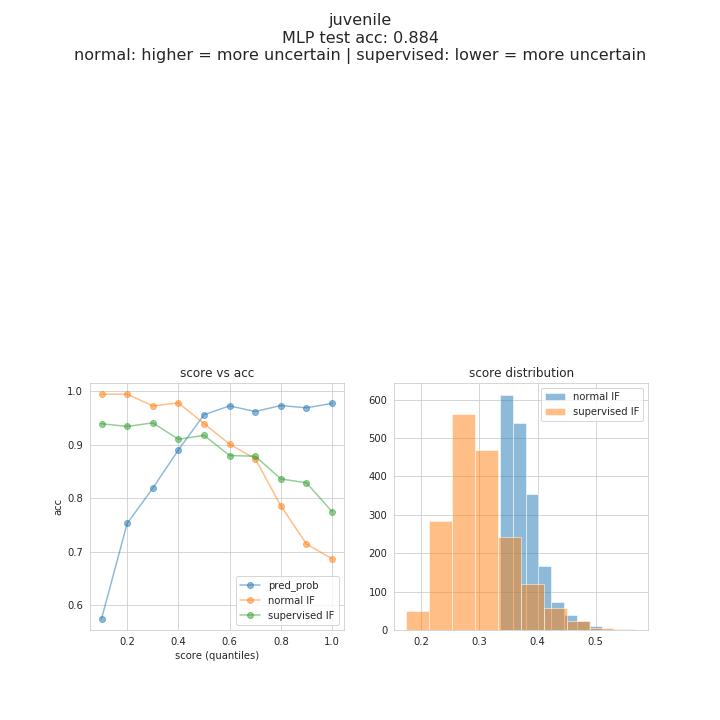 juvenile
MLP test acc: 0.884
normal: higher = more uncertain | supervised: lower = more uncertain
score vs acc
1.0
0.9
0.8
0.7
0.6
acc
0.2
0.4
0.6
0.8
1.0
score (quantiles)
pred_prob
normal IF
supervised IF
score distribution
600
500
400
300
200
100
0
0.2
0.3
0.4
0.5
normal IF
supervised IF